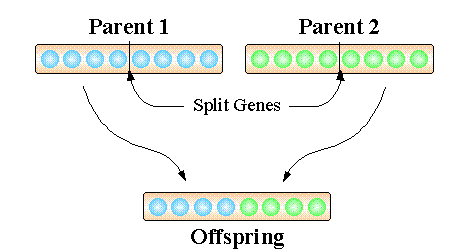 Parent 1
Parent 2
Split Genes
Offspring